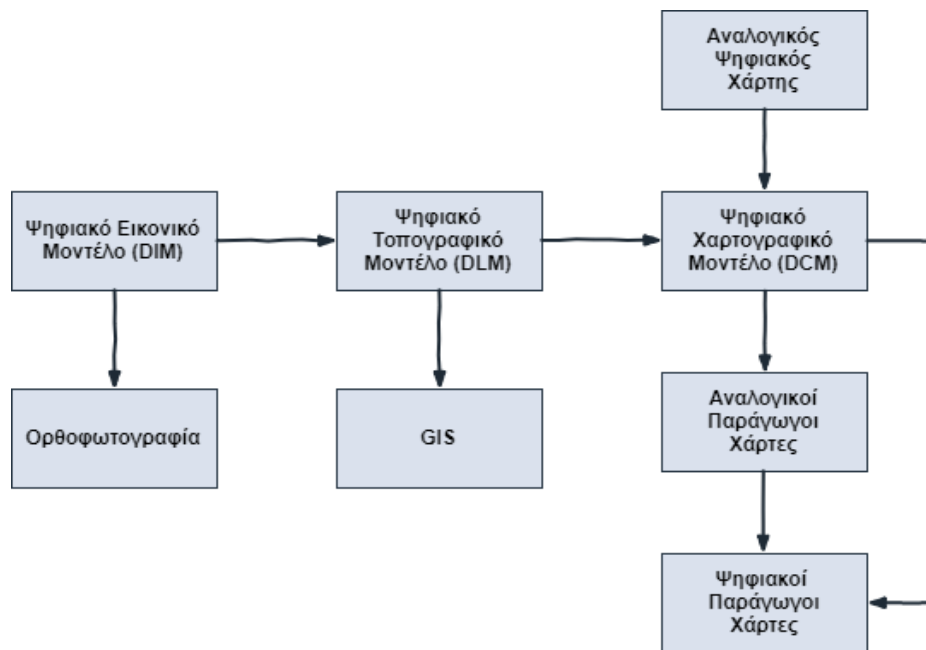 Αναλογικός
Ψηφιακός
Χάρτης
Ψηφιακό Εικονικό
Μοντέλο (DIM)
Ψηφιακό
Τοπογραφικό
Μοντέλο (DLM)
Ψηφιακό
Χαρτογραφικό
Μοντέλο (DCM)
Ορθοφωτογραφία
GIS
Αναλογικοί
Παράγωγοι
Χάρτες
Ψηφιακοί
Παράγωγοι
Χάρτες